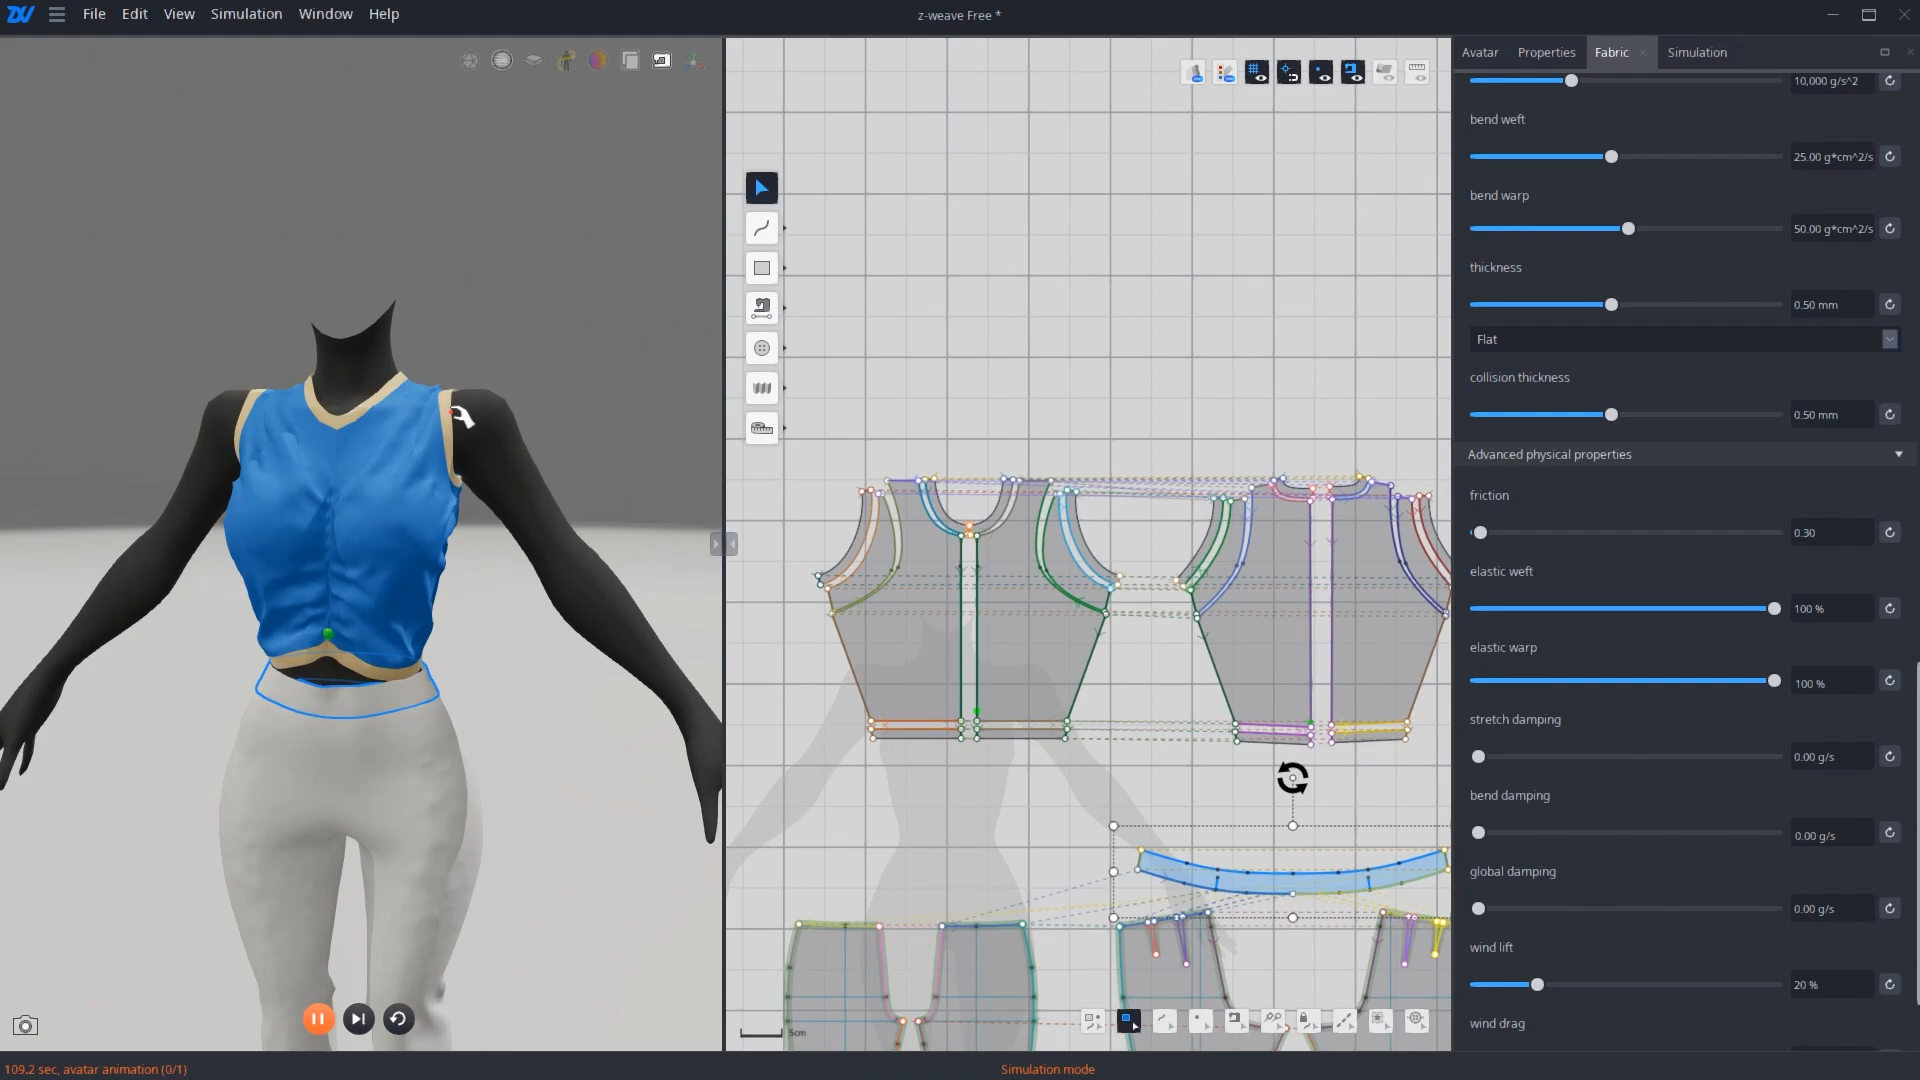 File Edit View Simulation Window Help
z-weave Free *
Avatar Properties Fabric Simulation
10,000 g/s^2
bend weft
25.00 g*cm^2/s
bend warp
50.00 g*cm^2/s
thickness
0.50 mm
Flat
collision thickness
0.50 mm
Advanced physical properties
friction
0.30
elastic weft
100 %
elastic warp
100 %
stretch damping
0.00 g/s
bend damping
0.00 g/s
global damping
0.00 g/s
wind lift
20 %
wind drag
5cm
109.2 sec, avatar animation (0/1)
Simulation mode